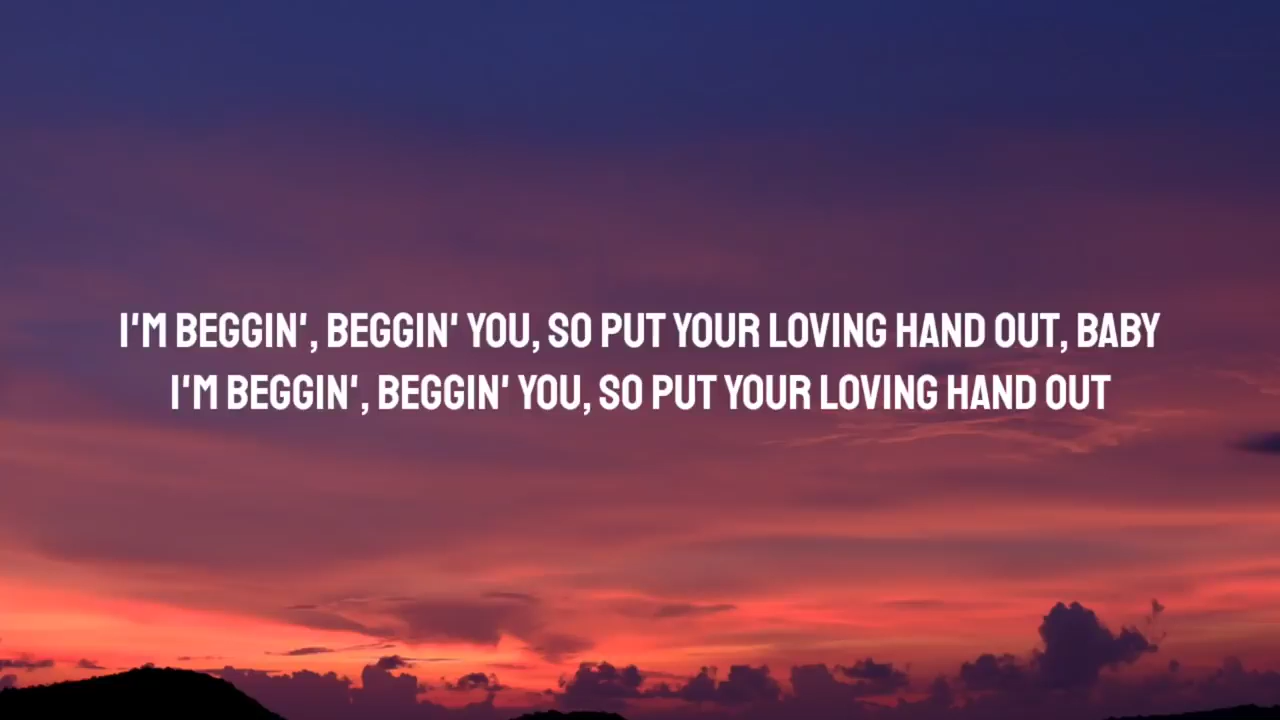 I'M BEGGIN', BEGGIN' YOU, SO PUT YOUR LOVING HAND OUT, BABY
I'M BEGGIN', BEGGIN' YOU, SO PUT YOUR LOVING HAND OUT